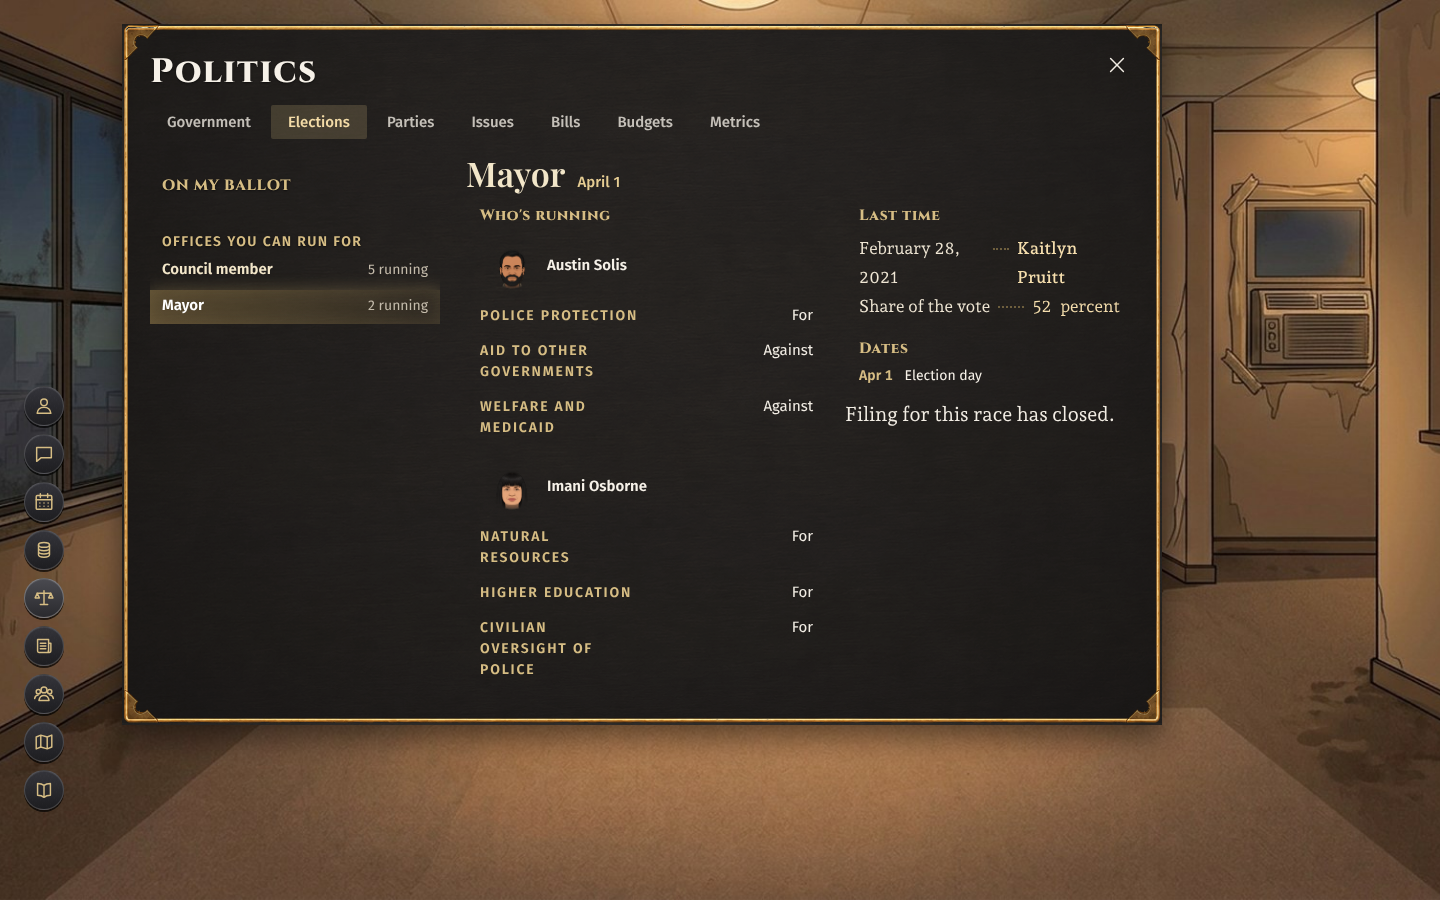 Politics
Government Elections Parties Issues Bills Budgets Metrics
On my ballot
OFFICES YOU CAN RUN FOR
Council member 5 running
Mayor 2 running
Mayor April 1
Who's running
Austin Solis
POLICE PROTECTION For
AID TO OTHER Against
GOVERNMENTS
WELFARE AND Against
MEDICAID
Imani Osborne
NATURAL For
RESOURCES
HIGHER EDUCATION For
CIVILIAN For
OVERSIGHT OF
POLICE
Last time
February 28, Kaitlyn
2021 Pruitt
Share of the vote 52 percent
Dates
Apr 1 Election day
Filing for this race has closed.